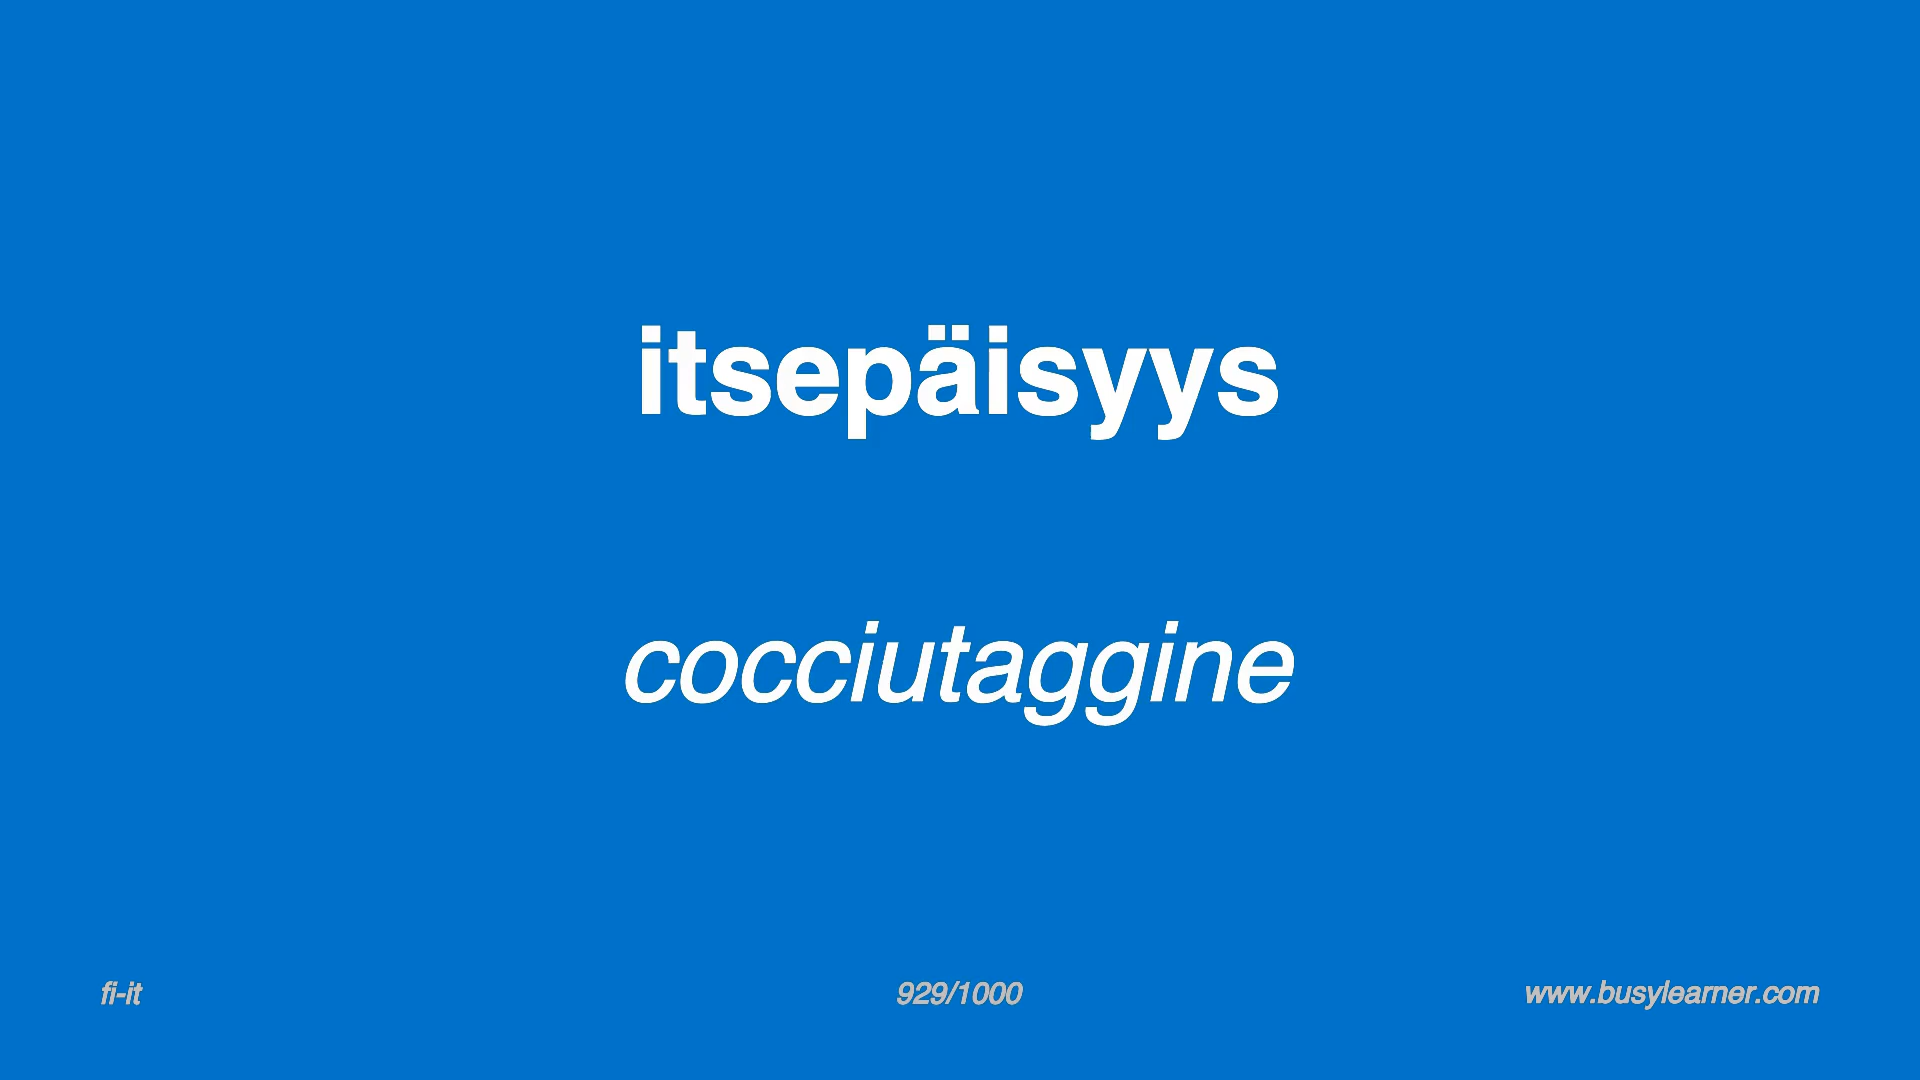 itsepäisyys
cocciutaggine
fi-it
929/1000
www.busylearner.com